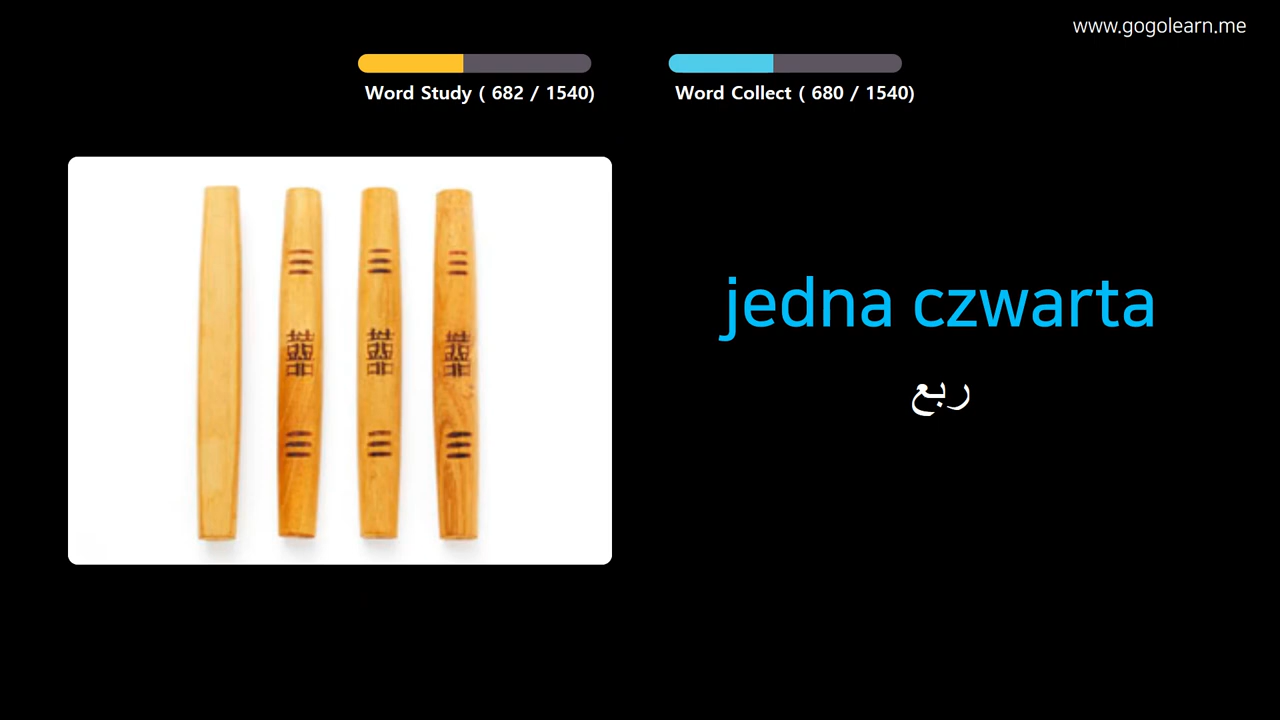 www.gogolearn.me
Word Study ( 682 / 1540)
Word Collect ( 680 / 1540)
jedna czwarta
ربع